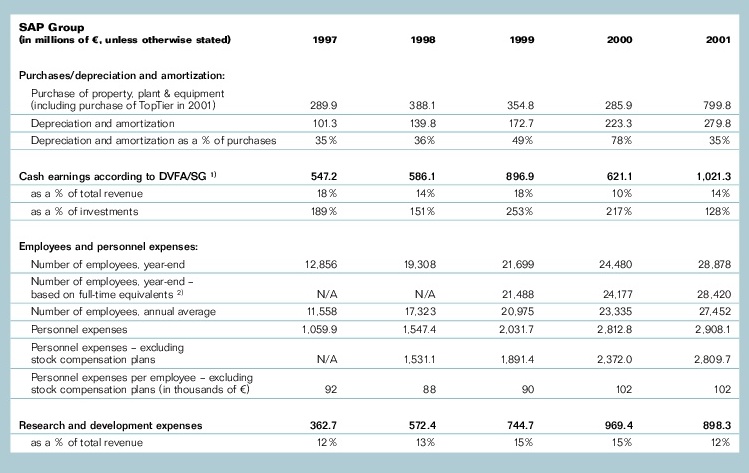 SAP Group
(in millions of €, unless otherwise stated) 1997 1998 1999 2000 2001
Purchases/depreciation and amortization:
Purchase of property, plant & equipment
(including purchase of TopTier in 2001) 289.9 388.1 354.8 285.9 799.8
Depreciation and amortization 101.3 139.8 172.7 223.3 279.8
Depreciation and amortization as a % of purchases 35% 36% 49% 78% 35%
Cash earnings according to DVFA/SG 1) 547.2 586.1 896.9 621.1 1,021.3
as a % of total revenue 18% 14% 18% 10% 14%
as a % of investments 189% 151% 253% 217% 128%
Employees and personnel expenses:
Number of employees, year-end 12,856 19,308 21,699 24,480 28,878
Number of employees, year-end –
based on full-time equivalents 2) N/A N/A 21,488 24,177 28,420
Number of employees, annual average 11,558 17,323 20,975 23,335 27,452
Personnel expenses 1,059.9 1,547.4 2,031.7 2,812.8 2,908.1
Personnel expenses – excluding
stock compensation plans N/A 1,531.1 1,891.4 2,372.0 2,809.7
Personnel expenses per employee – excluding
stock compensation plans (in thousands of €) 92 88 90 102 102
Research and development expenses 362.7 572.4 744.7 969.4 898.3
as a % of total revenue 12% 13% 15% 15% 12%